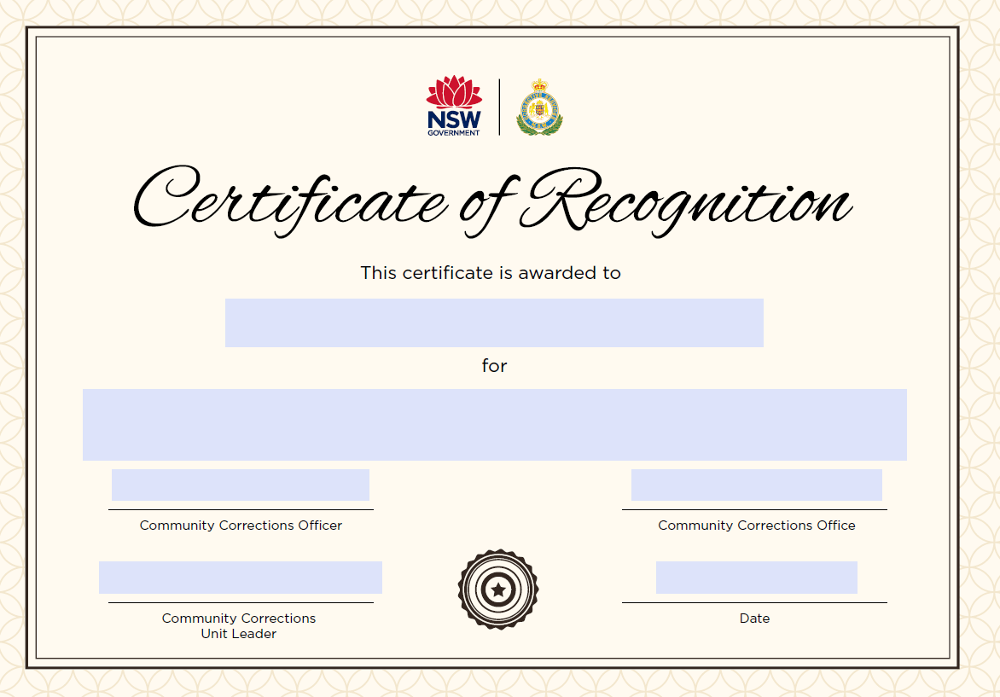 NSW
GOVERNMENT
Certificate of Recognition
This certificate is awarded to
for
Community Corrections Officer
Community Corrections Office
Community Corrections
Unit Leader
Date